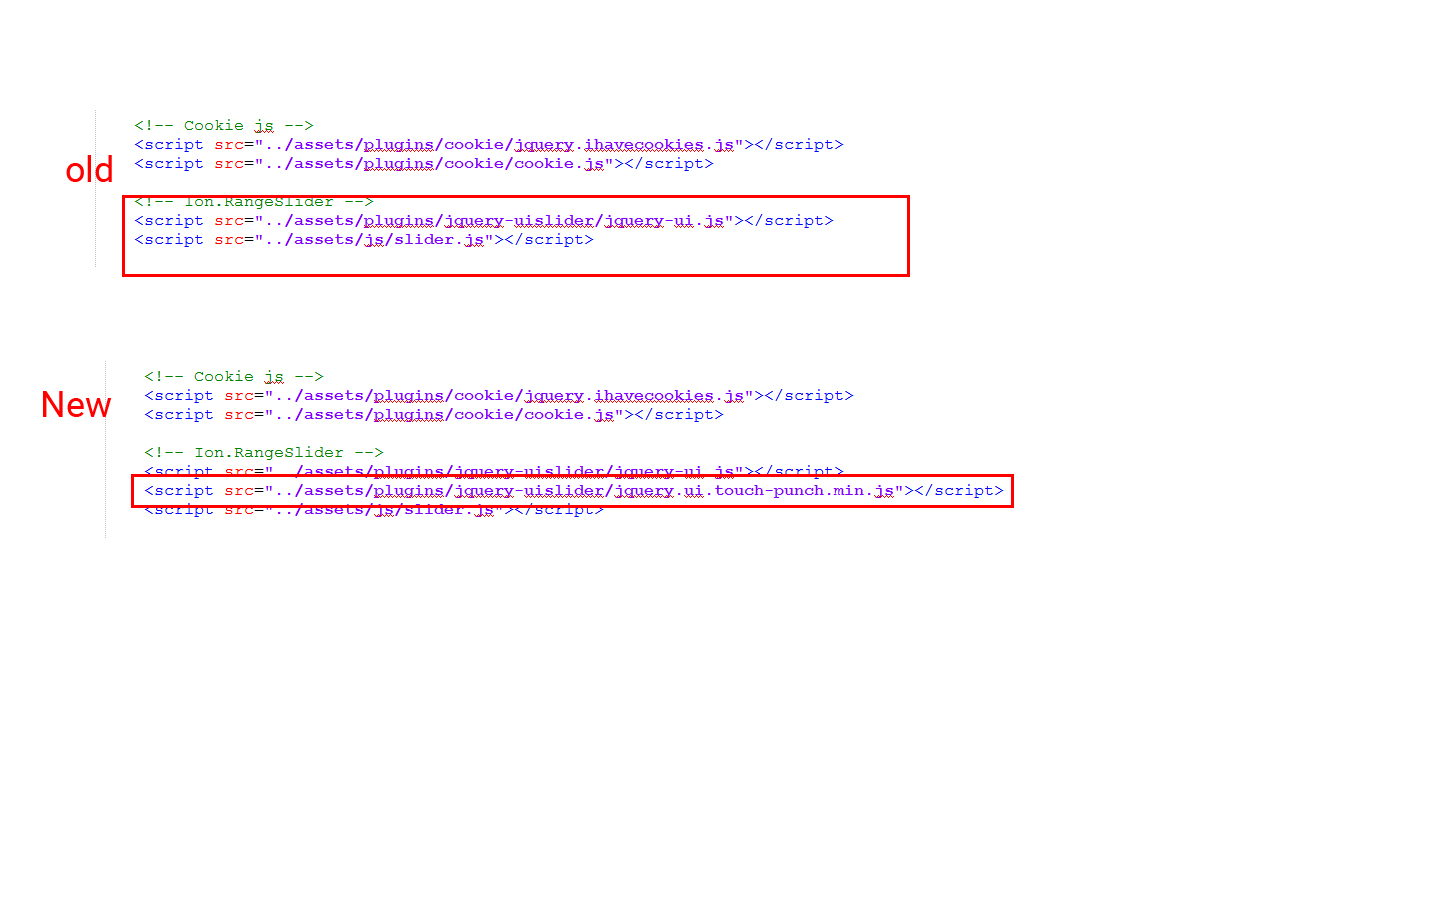 <!-- Cookie js -->
<script src="../assets/plugins/cookie/jquery.ihavecookies.js"></script>
old
<script src="../assets/plugins/cookie/cookie.js"></script>
<!-- Ion.RangeSlider -->
<script src="../assets/plugins/jquery-uislider/jquery-ui.js"></script>
<script src="../assets/js/slider.js"></script>
<!-- Cookie js -->
<script src="../assets/plugins/cookie/jquery.ihavecookies.js"></script>
New
<script src="../assets/plugins/cookie/cookie.js"></script>
<!-- Ion.RangeSlider -->
<script src="../assets/plugins/jquery-uislider/jquery-ui.js"></script>
<script src="../assets/plugins/jquery-uislider/jquery.ui.touch-punch.min.js"></script>
<script src="../assets/js/slider.js"></script>